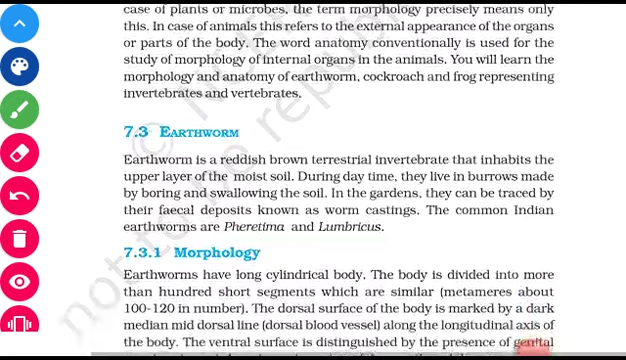 case of plants or microbes, the term morphology precisely means only
this. In case of animals this refers to the external appearance of the organs
or parts of the body. The word anatomy conventionally is used for the
study of morphology of internal organs in the animals. You will learn the
morphology and anatomy of earthworm, cockroach and frog representing
invertebrates and vertebrates.
7.3 EARTHWORM
Earthworm is a reddish brown terrestrial invertebrate that inhabits the
upper layer of the moist soil. During day time, they live in burrows made
by boring and swallowing the soil. In the gardens, they can be traced by
their faecal deposits known as worm castings. The common Indian
earthworms are Pheretima and Lumbricus.
7.3.1 Morphology
Earthworms have long cylindrical body. The body is divided into more
than hundred short segments which are similar (metameres about
100-120 in number). The dorsal surface of the body is marked by a dark
median mid dorsal line (dorsal blood vessel) along the longitudinal axis of
the body. The ventral surface is distinguished by the presence of genital
© NC
not to be republ